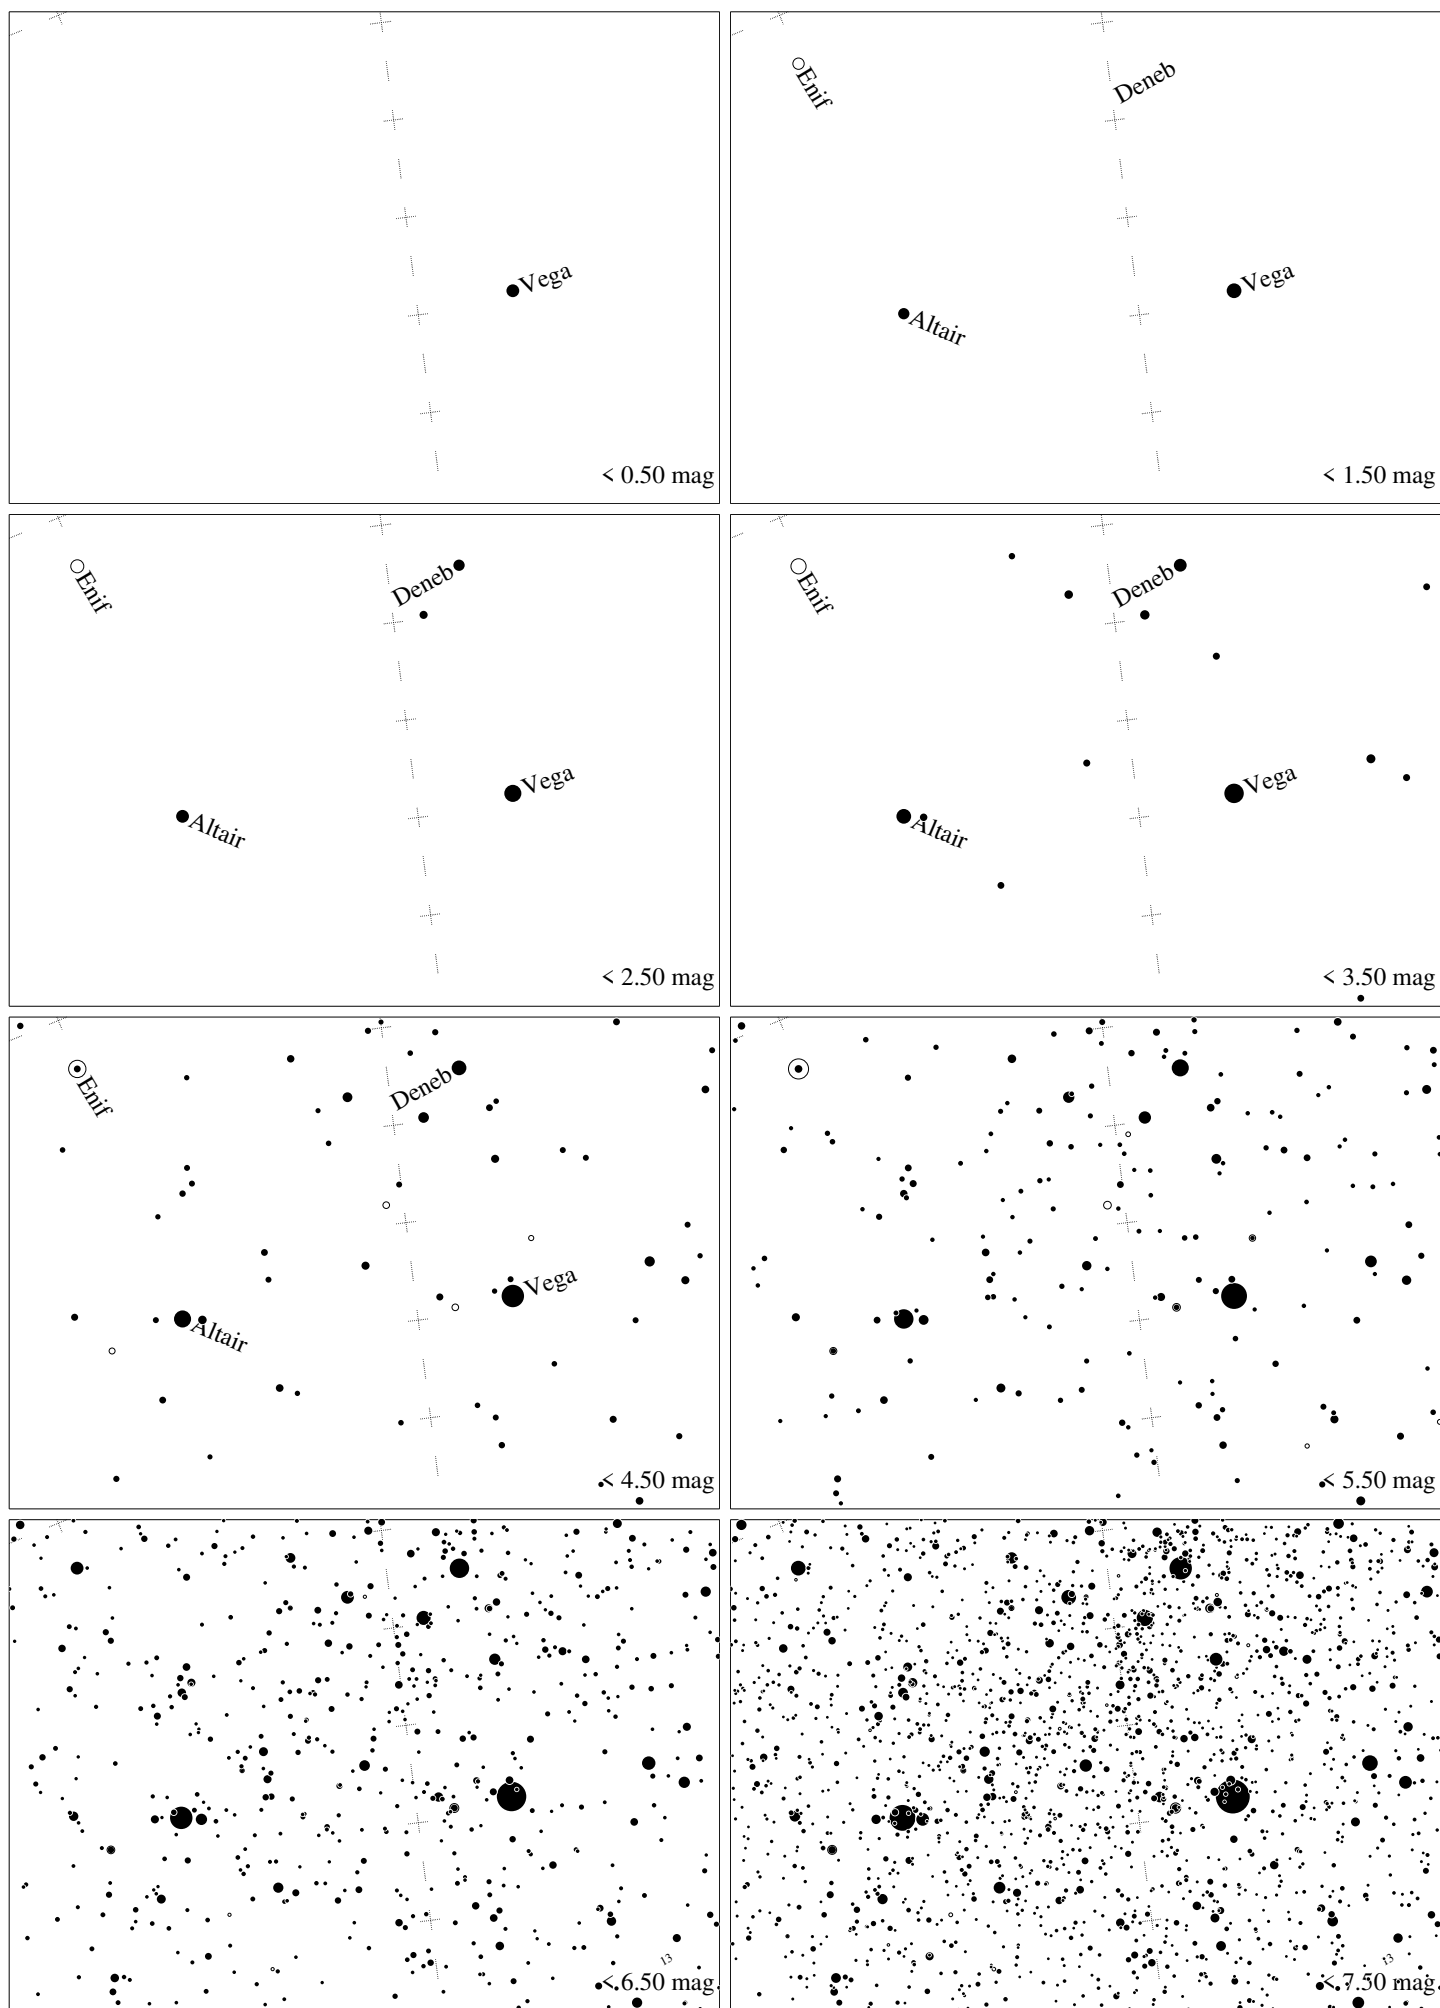 Vega
< 0.50 mag
Enif
Deneb
Vega
Altair
< 1.50 mag
Enif
Deneb
Vega
Altair
< 2.50 mag
Enif
Deneb
Vega
Altair
< 3.50 mag
Enif
Deneb
Vega
Altair
< 4.50 mag
< 5.50 mag
13
< 6.50 mag
13
< 7.50 mag